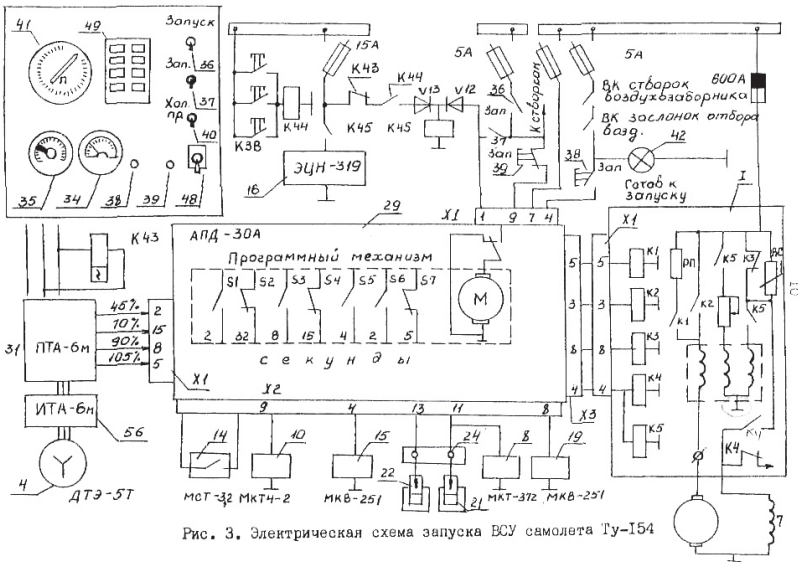 41
49
Запуск
Зап. 36
Хол. пр 37
40
35
34
38
39
48
n
15А
К43
К44
V13
V12
К3В
К44
К45
К45
ЭЦН-319
16
5А
36
Зап
37
Зап
39
К створкам
38
Зап
5А
ВК створок
воздухозаборника
ВК заслонок отбора
возд.
42
Готов к
запуску
600А
I
К43
29
АПД-30А
Программный механизм
S1 S2 S3 S4 S5 S6 S7
2 32 8 15 4 2 5
секунды
М
X1
1 9 7 4
31
ПТА-6м
45%
10%
90%
105%
2
15
8
5
X1
ИТА-6м
56
4
ДТЭ-5Т
X2
9 4 13 11 8
X3
5
3
8
4
X1
5
3
8
4
К1
К2
К3
К4
К5
РП
К5
К3
ВС
К1
К2
К5
К4
14
МСТ-32
10
МКТ4-2
15
МКВ-251
22
24
21
8
МКТ-372
19
МКВ-251
7
10
Рис. 3. Электрическая схема запуска ВСУ самолета Ту-154